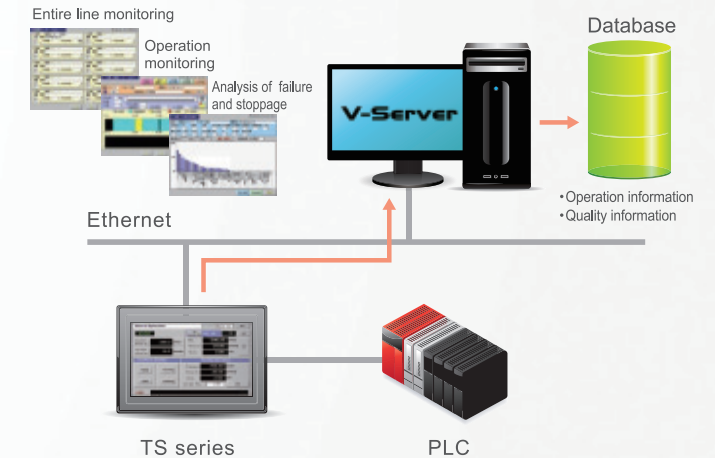 Entire line monitoring
Operation
monitoring
Analysis of failure
and stoppage
V-Server
Database
•Operation information
•Quality information
Ethernet
TS series
PLC